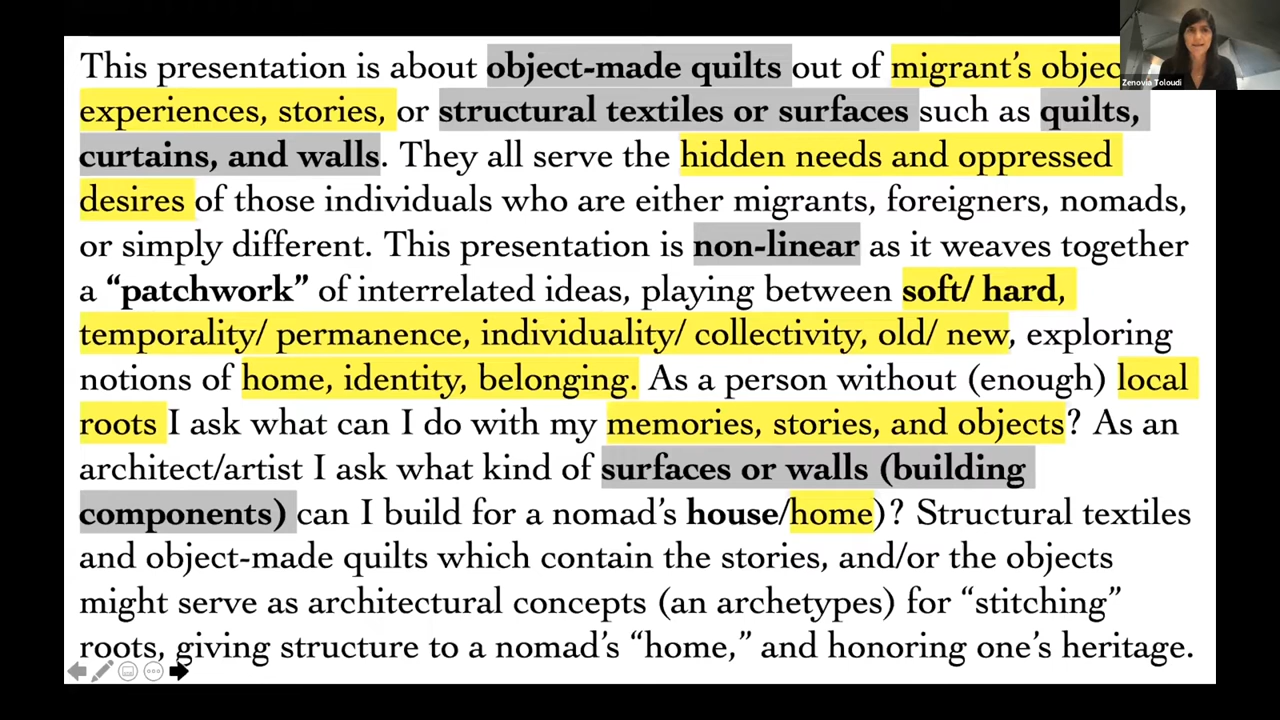 This presentation is about object-made quilts out of migrant's objec
experiences, stories, or structural textiles or surfaces such as quilts,
curtains, and walls. They all serve the hidden needs and oppressed
desires of those individuals who are either migrants, foreigners, nomads,
or simply different. This presentation is non-linear as it weaves together
a “patchwork” of interrelated ideas, playing between soft/ hard,
temporality/ permanence, individuality/ collectivity, old/ new, exploring
notions of home, identity, belonging. As a person without (enough) local
roots I ask what can I do with my memories, stories, and objects? As an
architect/artist I ask what kind of surfaces or walls (building
components) can I build for a nomad's house/home)? Structural textiles
and object-made quilts which contain the stories, and/or the objects
might serve as architectural concepts (an archetypes) for “stitching”
roots, giving structure to a nomad's “home,” and honoring one's heritage.
Zenovia Toloudi